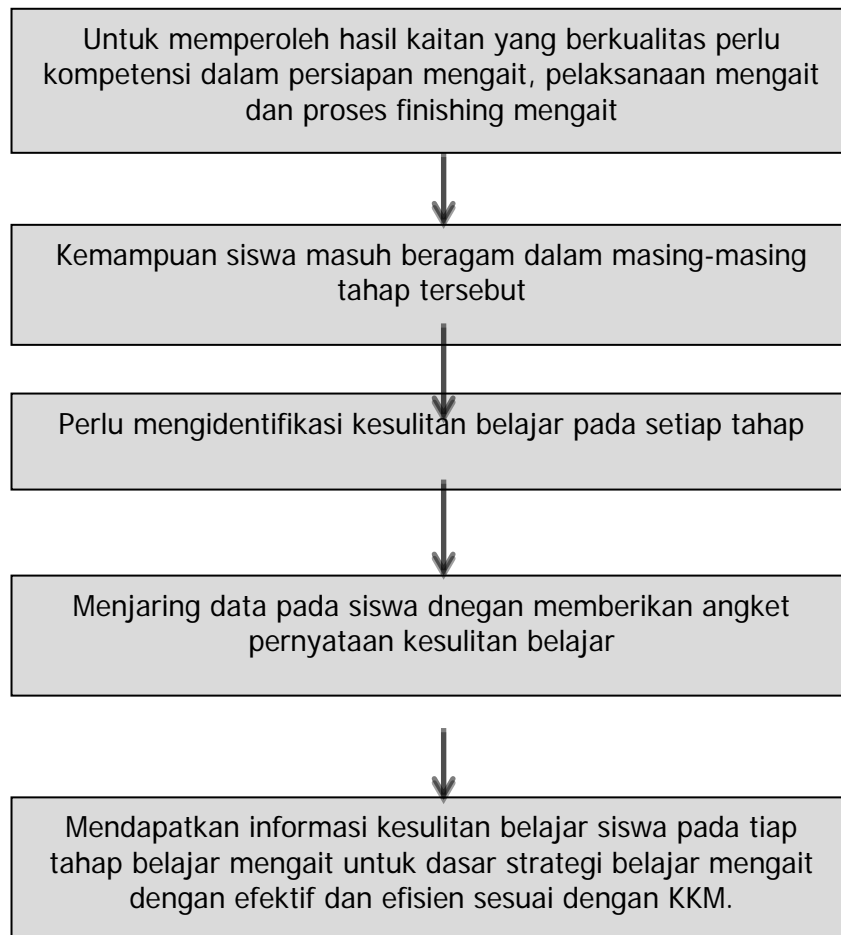 Untuk memperoleh hasil kaitan yang berkualitas perlu
kompetensi dalam persiapan mengait, pelaksanaan mengait
dan proses finishing mengait
Kemampuan siswa masuh beragam dalam masing-masing
tahap tersebut
Perlu mengidentifikasi kesulitan belajar pada setiap tahap
Menjaring data pada siswa dnegan memberikan angket
pernyataan kesulitan belajar
Mendapatkan informasi kesulitan belajar siswa pada tiap
tahap belajar mengait untuk dasar strategi belajar mengait
dengan efektif dan efisien sesuai dengan KKM.